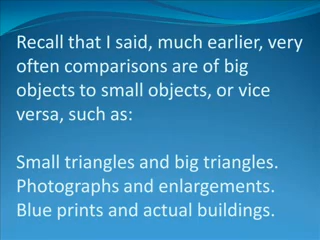 Recall that I said, much earlier, very
often comparisons are of big
objects to small objects, or vice
versa, such as:
Small triangles and big triangles.
Photographs and enlargements.
Blue prints and actual buildings.